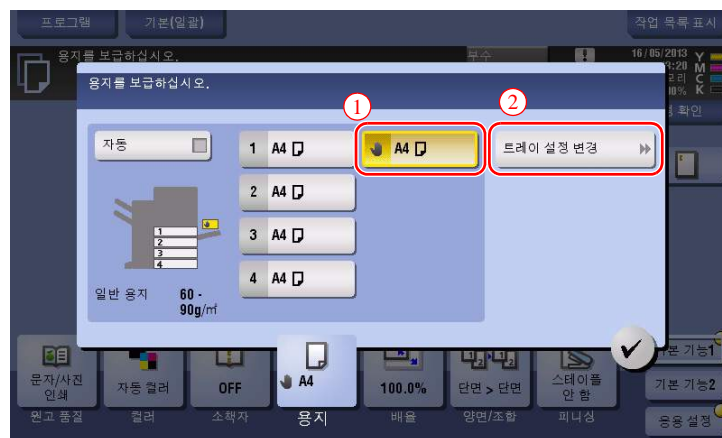 프로그램
기본(일괄)
작업 목록 표시
용지를 보급하십시오.
부수
16/05/2013
Y
M
C
K
용지를 보급하십시오.
확인
1
2
자동
1 A4
A4
트레이 설정 변경
2 A4
3 A4
4 A4
1
2
3
4
일반 용지
60 -
90g/㎡
문자/사진
인쇄
원고 품질
자동 컬러
컬러
OFF
소책자
A4
용지
100.0%
배율
단면 > 단면
양면/조합
스테이플
안 함
피니싱
기본 기능2
응용 설정